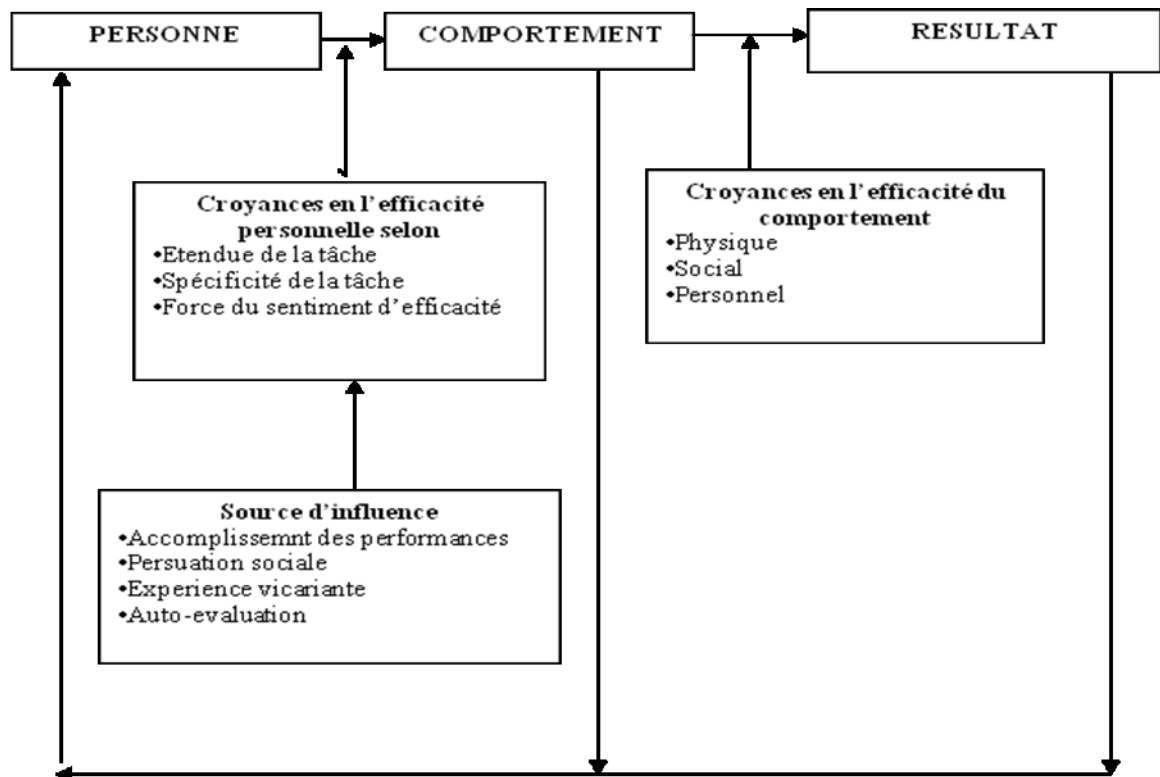 PERSONNE
COMPORTEMENT
RESULTAT
Croyances en l'efficacité
personnelle selon
•Etendue de la tâche
•Spécificité de la tâche
•Force du sentiment d'efficacité
Croyances en l'efficacité du
comportement
•Physique
•Social
•Personnel
Source d'influence
•Accomplissemnt des performances
•Persuation sociale
•Experience vicariante
•Auto-evaluation